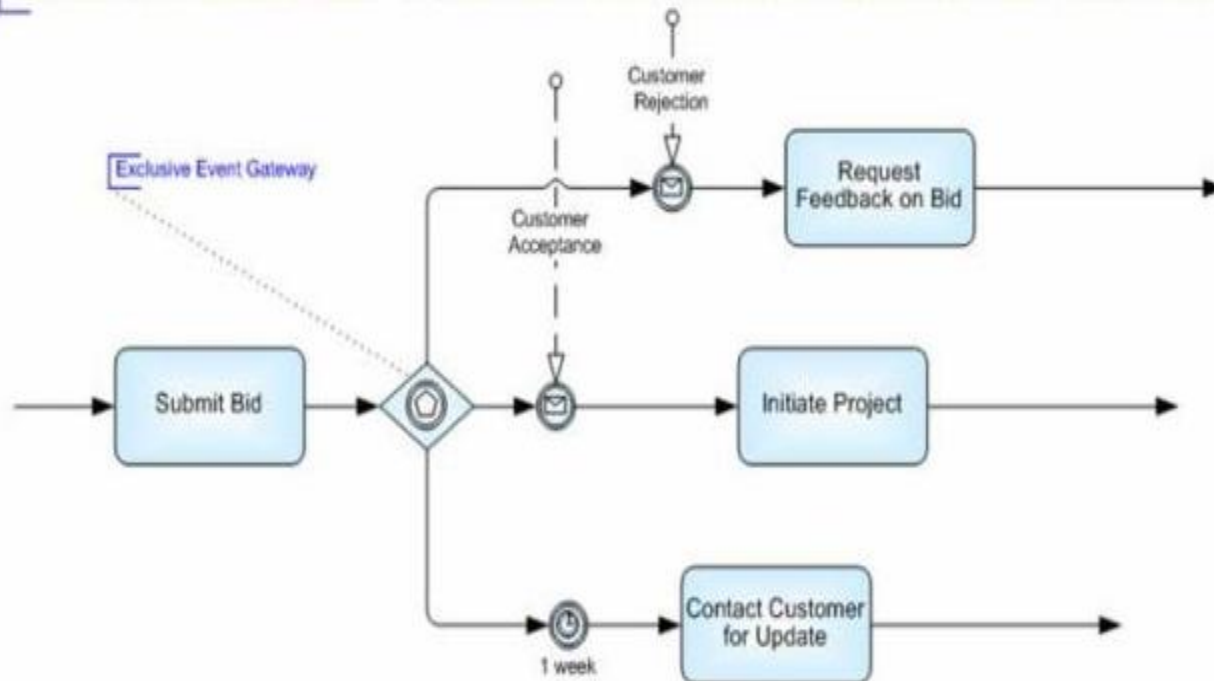 Customer
Rejection
Exclusive Event Gateway
Request
Feedback on Bid
Customer
Acceptance
Submit Bid
Initiate Project
Contact Customer
for Update
1 week